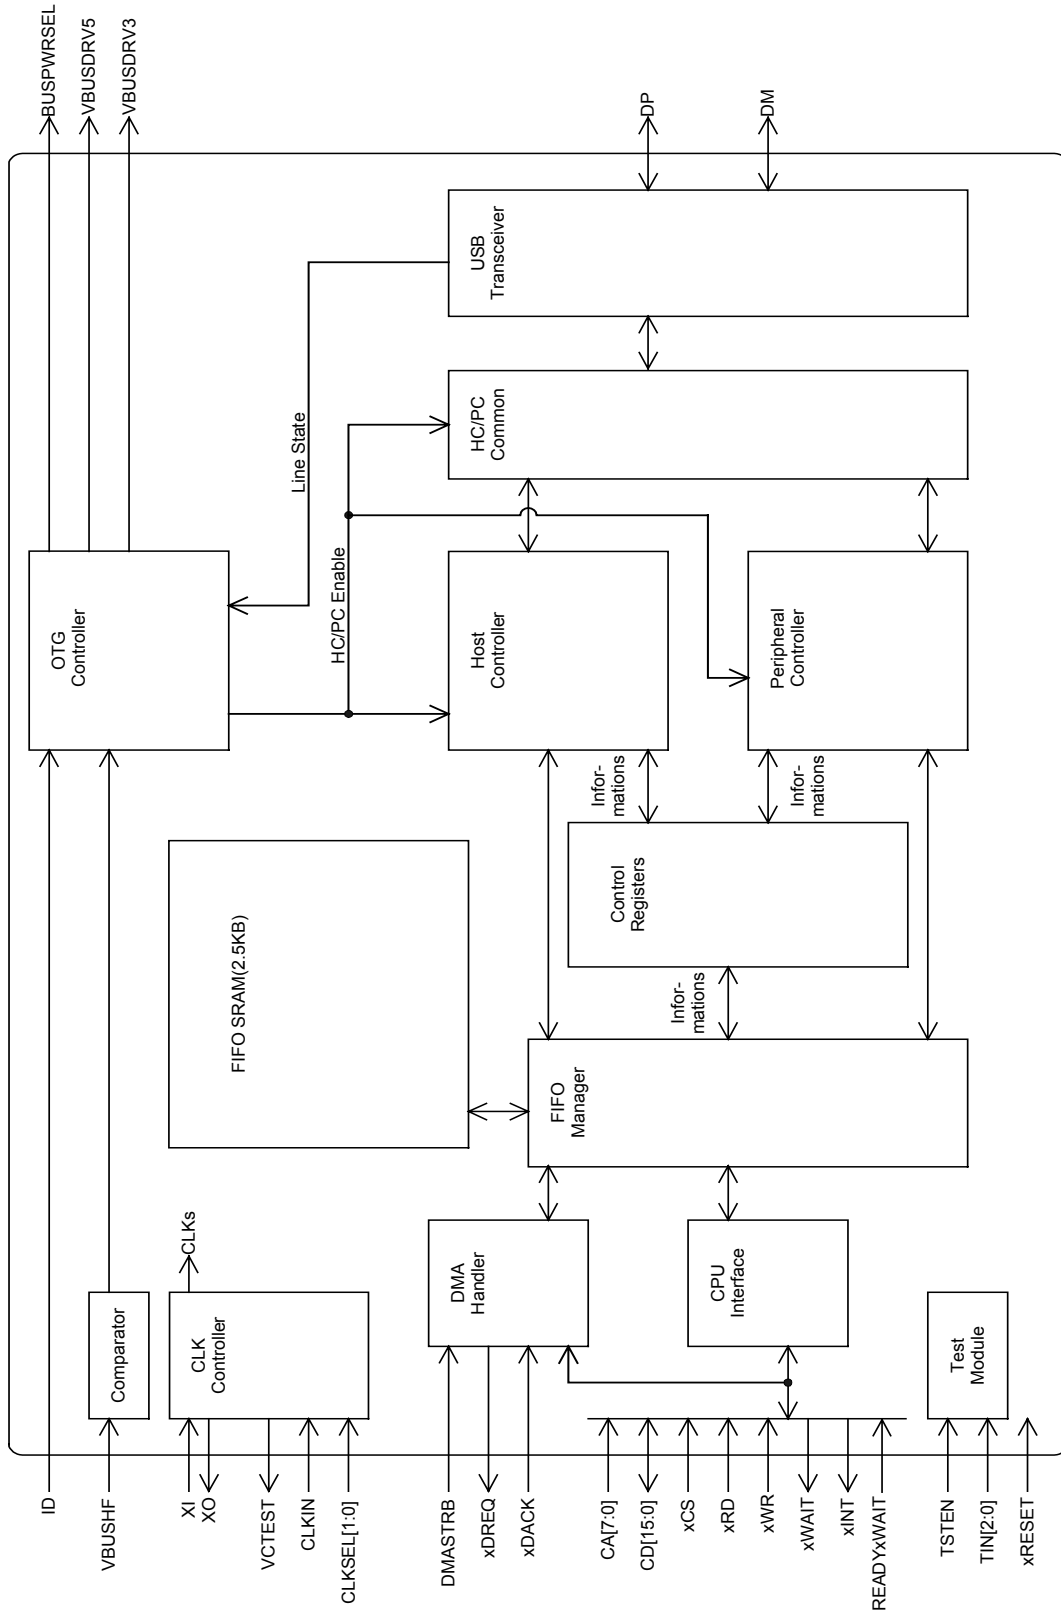 ID
VBUSHF
XI
XO
VCTEST
CLKIN
CLKSEL[1:0]
DMASTRB
xDREQ
xDACK
CA[7:0]
CD[15:0]
xCS
xRD
xWR
xWAIT
xINT
READYxWAIT
TSTEN
TIN[2:0]
xRESET
Comparator
CLK
Controller
CLKs
DMA
Handler
CPU
Interface
Test
Module
FIFO SRAM(2.5KB)
FIFO
Manager
Infor-
mations
Control
Registers
Infor-
mations
Infor-
mations
OTG
Controller
HC/PC Enable
Line State
Host
Controller
Peripheral
Controller
HC/PC
Common
USB
Transceiver
BUSPWRSEL
VBUSDRV5
VBUSDRV3
DP
DM